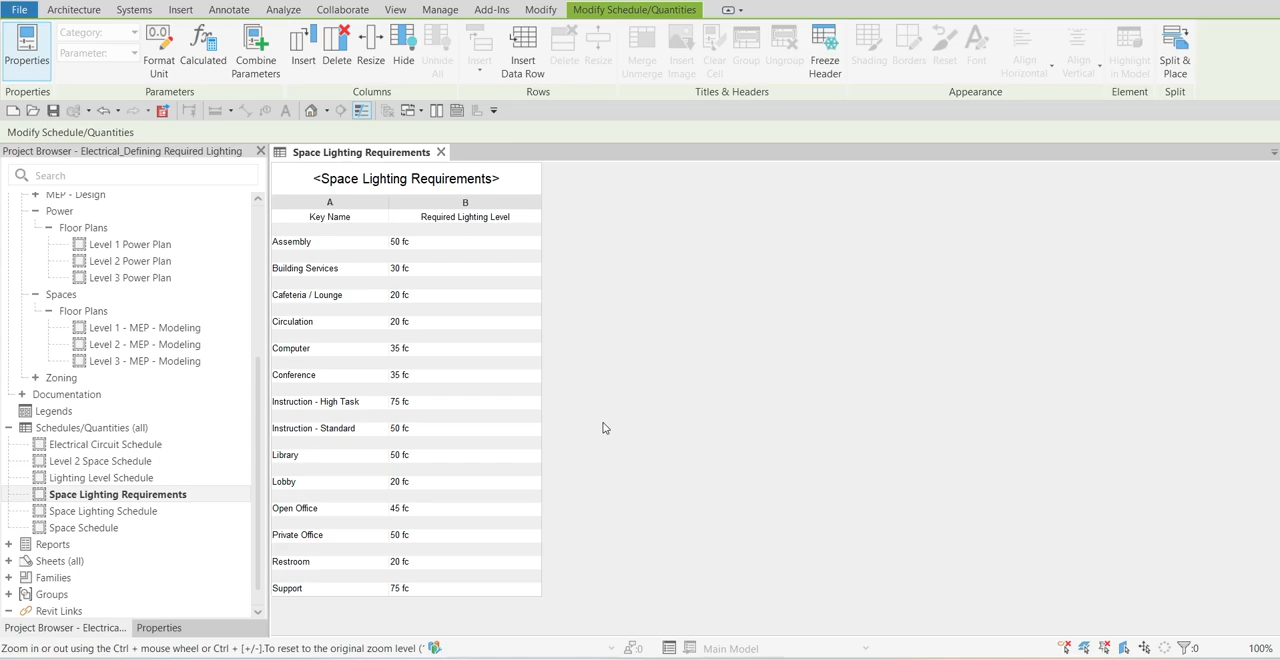 File Architecture Systems Insert Annotate Analyze Collaborate View Manage Add-Ins Modify Modify Schedule/Quantities
Properties
Category:
Parameter:
Format Unit
Calculated
Combine Parameters
Insert
Delete
Resize
Hide
Unhide All
Insert
Insert Data Row
Delete
Resize
Merge Unmerge
Insert Image
Clear Cell
Group
Ungroup
Freeze Header
Shading
Borders
Reset
Font
Align Horizontal
Align Vertical
Highlight in Model
Split & Place
Properties Parameters Columns Rows Titles & Headers Appearance Element Split
Modify Schedule/Quantities
Project Browser - Electrical_Defining Required Lighting
Search
MEP - Design
Power
Floor Plans
Level 1 Power Plan
Level 2 Power Plan
Level 3 Power Plan
Spaces
Floor Plans
Level 1 - MEP - Modeling
Level 2 - MEP - Modeling
Level 3 - MEP - Modeling
Zoning
Documentation
Legends
Schedules/Quantities (all)
Electrical Circuit Schedule
Level 2 Space Schedule
Lighting Level Schedule
Space Lighting Requirements
Space Lighting Schedule
Space Schedule
Reports
Sheets (all)
Families
Groups
Revit Links
Project Browser - Electrica... Properties
Space Lighting Requirements
<Space Lighting Requirements>
A B
Key Name Required Lighting Level
Assembly 50 fc
Building Services 30 fc
Cafeteria / Lounge 20 fc
Circulation 20 fc
Computer 35 fc
Conference 35 fc
Instruction - High Task 75 fc
Instruction - Standard 50 fc
Library 50 fc
Lobby 20 fc
Open Office 45 fc
Private Office 50 fc
Restroom 20 fc
Support 75 fc
Zoom in or out using the Ctrl + mouse wheel or Ctrl + [+/-].To reset to the original zoom level (' :0 Main Model :0 100%